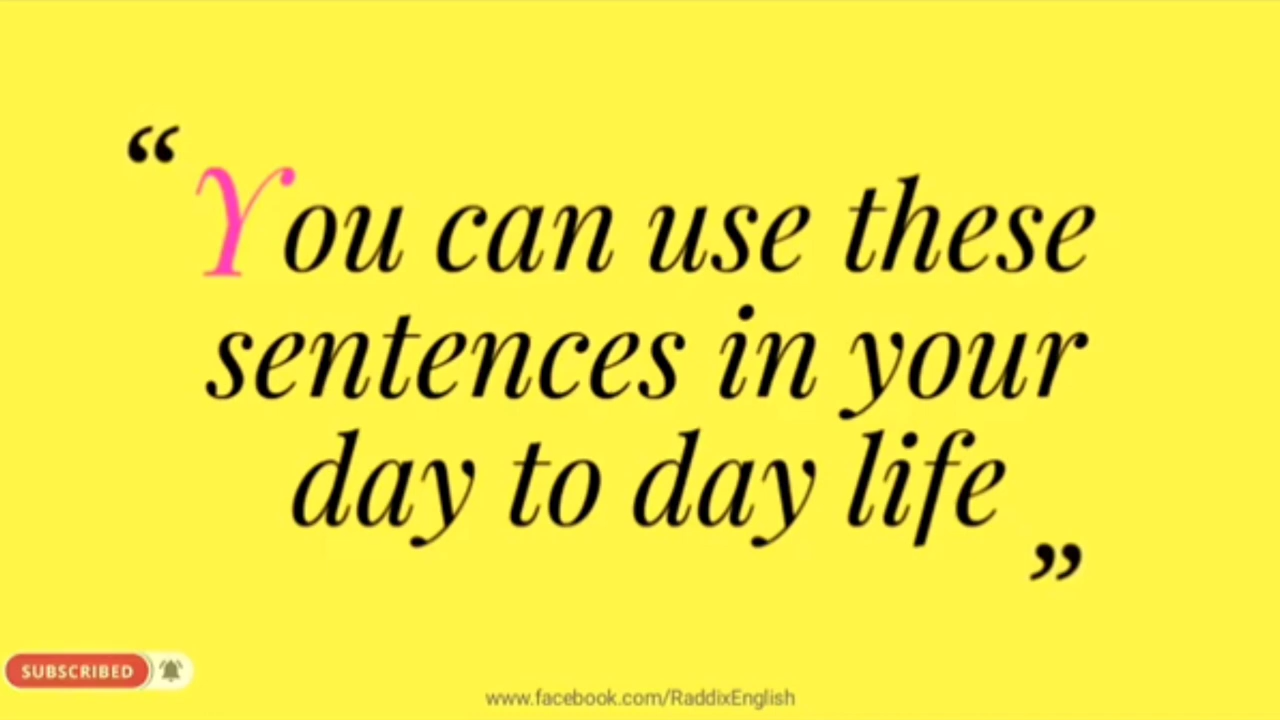 “You can use these
sentences in your
day to day life”
SUBSCRIBED
www.facebook.com/RaddixEnglish